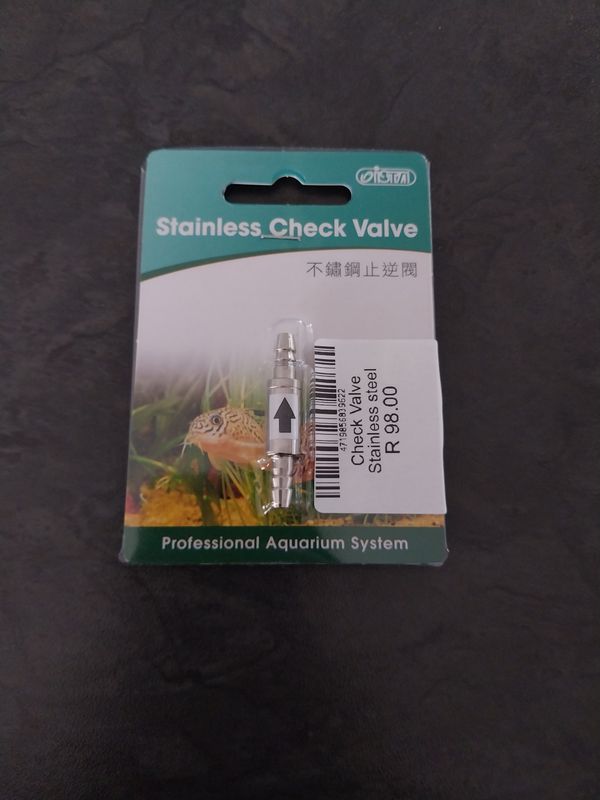 ISTA
Stainless Check Valve
不鏽鋼止逆閥
4719856839622
Check Valve
Stainless steel
R 98.00
Professional Aquarium System